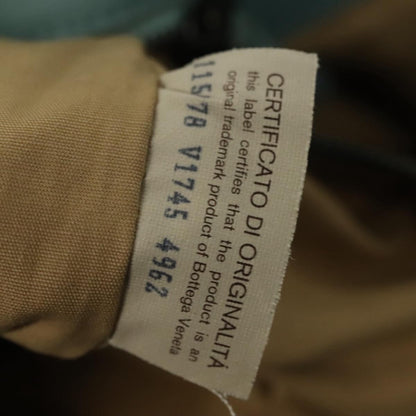 CERTIFICATO DI ORIGINALITÁ
this label certifies that the product is an
original trademark product of Bottega Veneta
115/78 V1745 4962